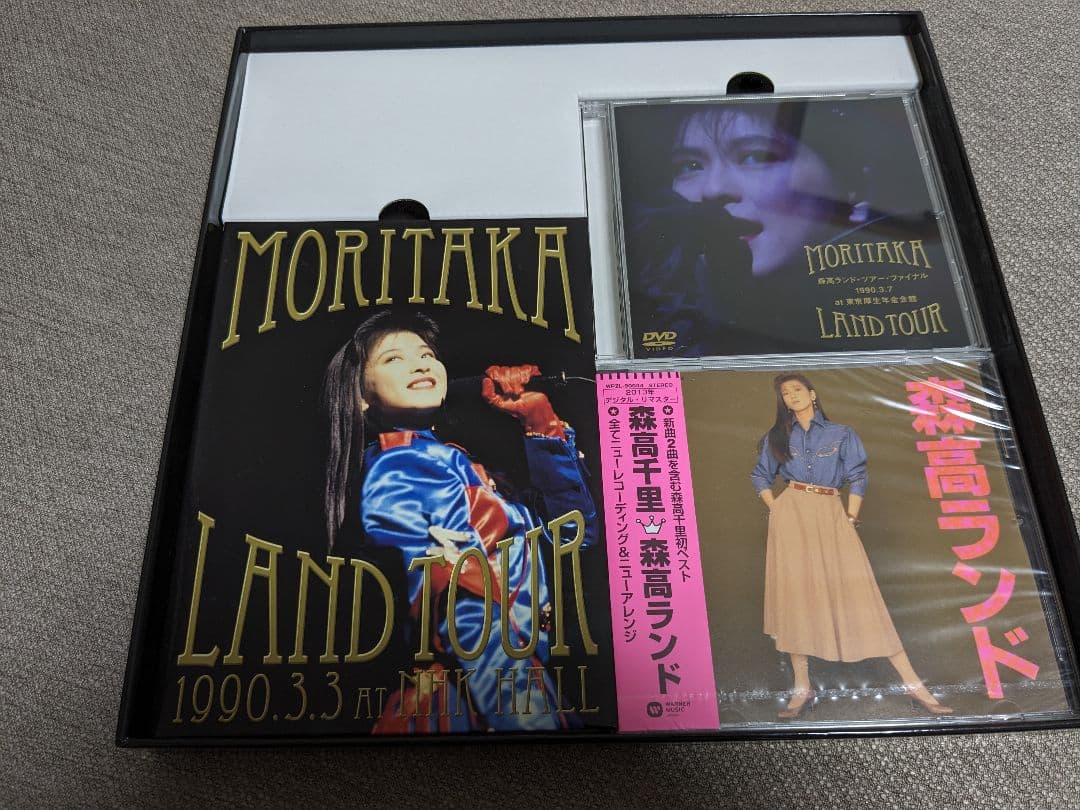 MORITAKA
LAND TOUR
1990.3.3 AT NHK HALL
MORITAKA
森高ランド・ツアー・ファイナル
1990.3.7
at 東京厚生年金会館
LAND TOUR
DVD
VIDEO
WPZL-90604 STEREO
2013年
デジタル・リマスター
★新曲2曲を含む森高千里初ベスト
森高千里 森高ランド
★全てニューレコーディング&ニューアレンジ
WARNER
MUSIC
森高ランド